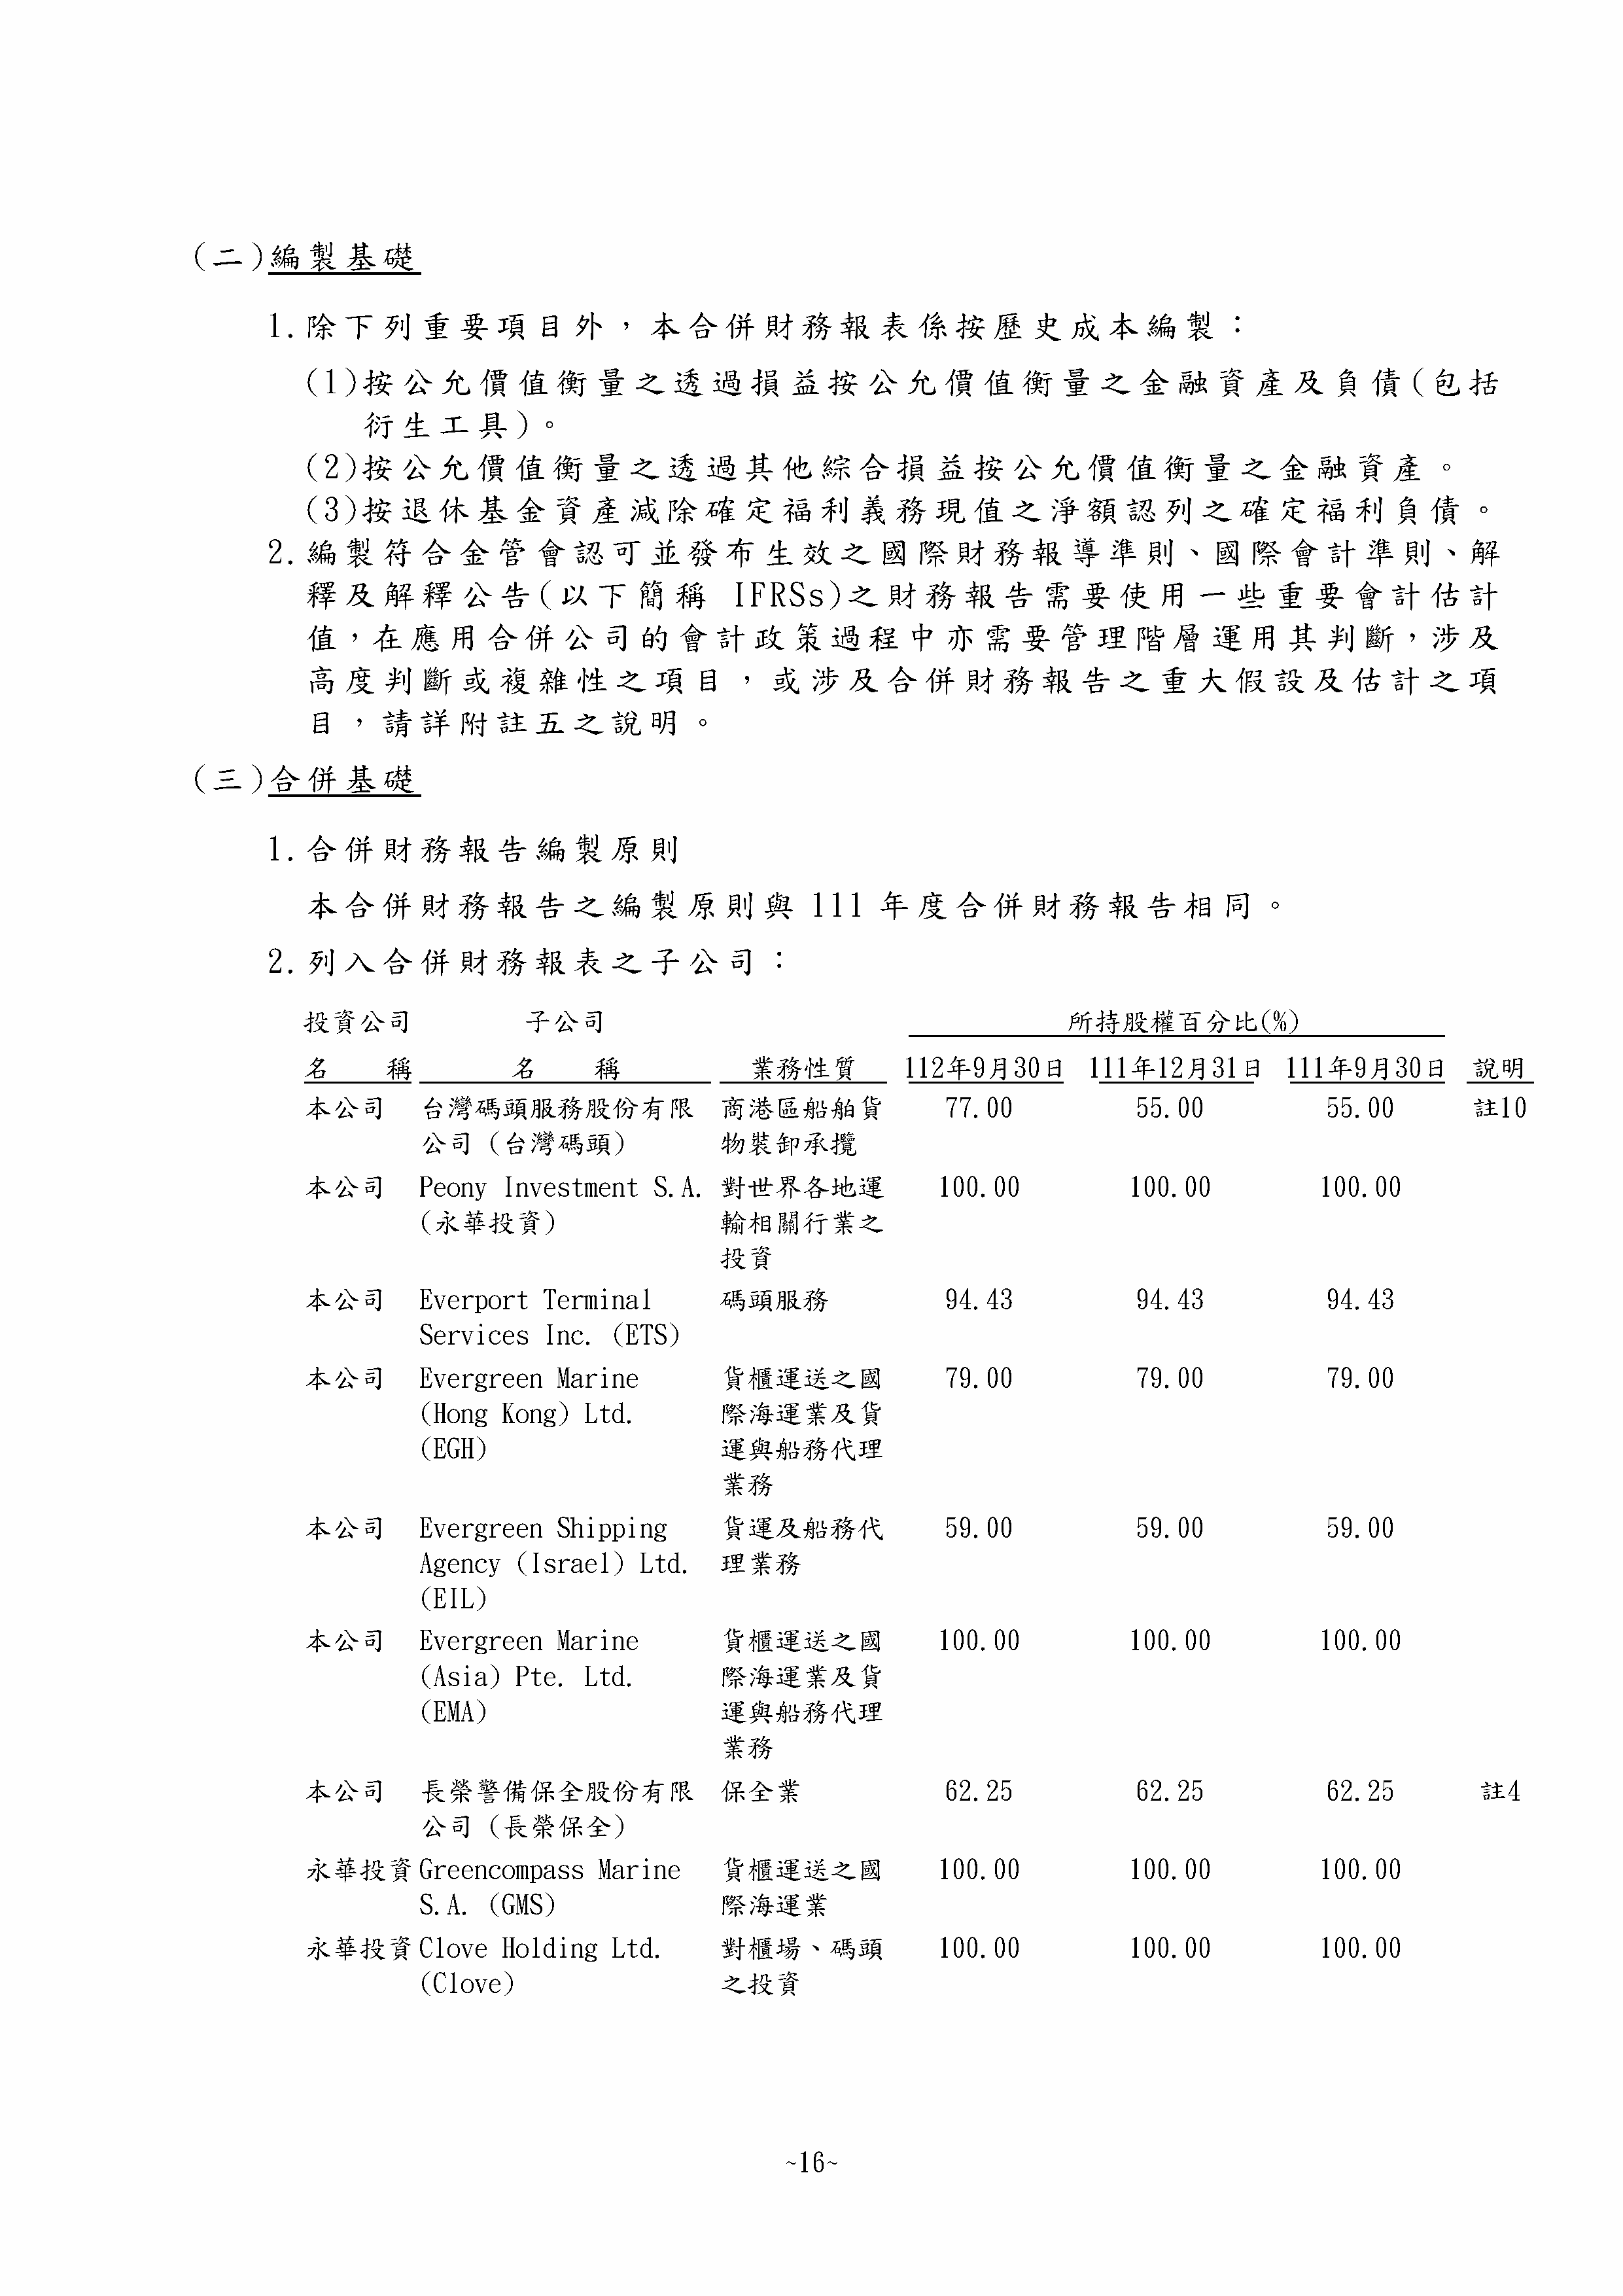 (二)編製基礎
1.除下列重要項目外，本合併財務報表係按歷史成本編製：
(1)按公允價值衡量之透過損益按公允價值衡量之金融資產及負債(包括
衍生工具)。
(2)按公允價值衡量之透過其他綜合損益按公允價值衡量之金融資產。
(3)按退休基金資產減除確定福利義務現值之淨額認列之確定福利負債。
2.編製符合金管會認可並發布生效之國際財務報導準則、國際會計準則、解
釋及解釋公告(以下簡稱 IFRSs)之財務報告需要使用一些重要會計估計
值，在應用合併公司的會計政策過程中亦需要管理階層運用其判斷，涉及
高度判斷或複雜性之項目，或涉及合併財務報告之重大假設及估計之項
目，請詳附註五之說明。
(三)合併基礎
1.合併財務報告編製原則
本合併財務報告之編製原則與 111 年度合併財務報告相同。
2.列入合併財務報表之子公司：
投資公司 子公司 所持股權百分比(%)
名 稱 名 稱 業務性質 112年9月30日 111年12月31日 111年9月30日 說明
本公司 台灣碼頭服務股份有限 商港區船舶貨 77.00 55.00 55.00 註10
公司 (台灣碼頭) 物裝卸承攬
本公司 Peony Investment S.A. 對世界各地運 100.00 100.00 100.00
(永華投資) 輸相關行業之
投資
本公司 Everport Terminal 碼頭服務 94.43 94.43 94.43
Services Inc. (ETS)
本公司 Evergreen Marine 貨櫃運送之國 79.00 79.00 79.00
(Hong Kong) Ltd. 際海運業及貨
(EGH) 運與船務代理
業務
本公司 Evergreen Shipping 貨運及船務代 59.00 59.00 59.00
Agency (Israel) Ltd. 理業務
(EIL)
本公司 Evergreen Marine 貨櫃運送之國 100.00 100.00 100.00
(Asia) Pte. Ltd. 際海運業及貨
(EMA) 運與船務代理
業務
本公司 長榮警備保全股份有限 保全業 62.25 62.25 62.25 註4
公司 (長榮保全)
永華投資 Greencompass Marine 貨櫃運送之國 100.00 100.00 100.00
S.A. (GMS) 際海運業
永華投資 Clove Holding Ltd. 對櫃場、碼頭 100.00 100.00 100.00
(Clove) 之投資
~16~